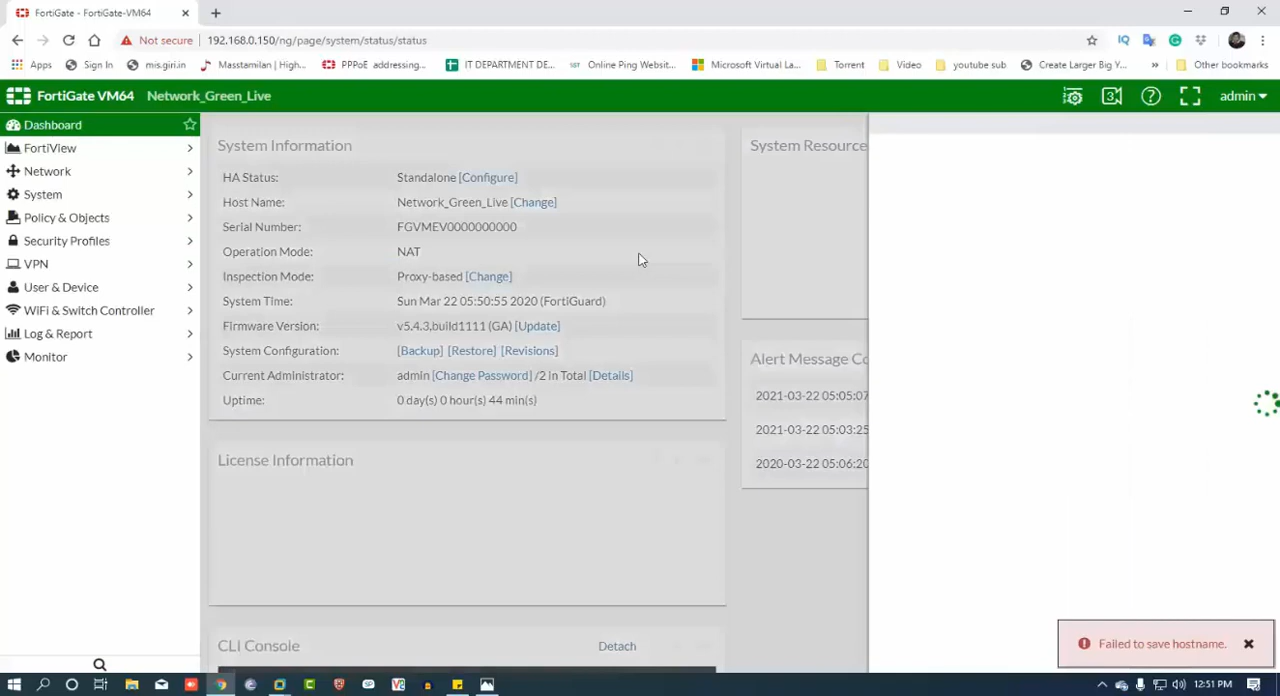 FortiGate - FortiGate-VM64
Not secure 192.168.0.150/ng/page/system/status/status
Apps Sign In mis.giri.in Masstamilan | High... PPPoE addressing... IT DEPARTMENT DE... Online Ping Websit... Microsoft Virtual La... Torrent Video youtube sub Create Larger Big Y... » Other bookmarks
FortiGate VM64 Network_Green_Live admin
Dashboard
FortiView
Network
System
Policy & Objects
Security Profiles
VPN
User & Device
WiFi & Switch Controller
Log & Report
Monitor
System Information
HA Status: Standalone [Configure]
Host Name: Network_Green_Live [Change]
Serial Number: FGVMEV0000000000
Operation Mode: NAT
Inspection Mode: Proxy-based [Change]
System Time: Sun Mar 22 05:50:55 2020 (FortiGuard)
Firmware Version: v5.4.3,build1111 (GA) [Update]
System Configuration: [Backup] [Restore] [Revisions]
Current Administrator: admin [Change Password] /2 in Total [Details]
Uptime: 0 day(s) 0 hour(s) 44 min(s)
License Information
CLI Console Detach
System Resource
Alert Message Co
2021-03-22 05:05:07
2021-03-22 05:03:25
2020-03-22 05:06:20
Failed to save hostname.
12:51 PM